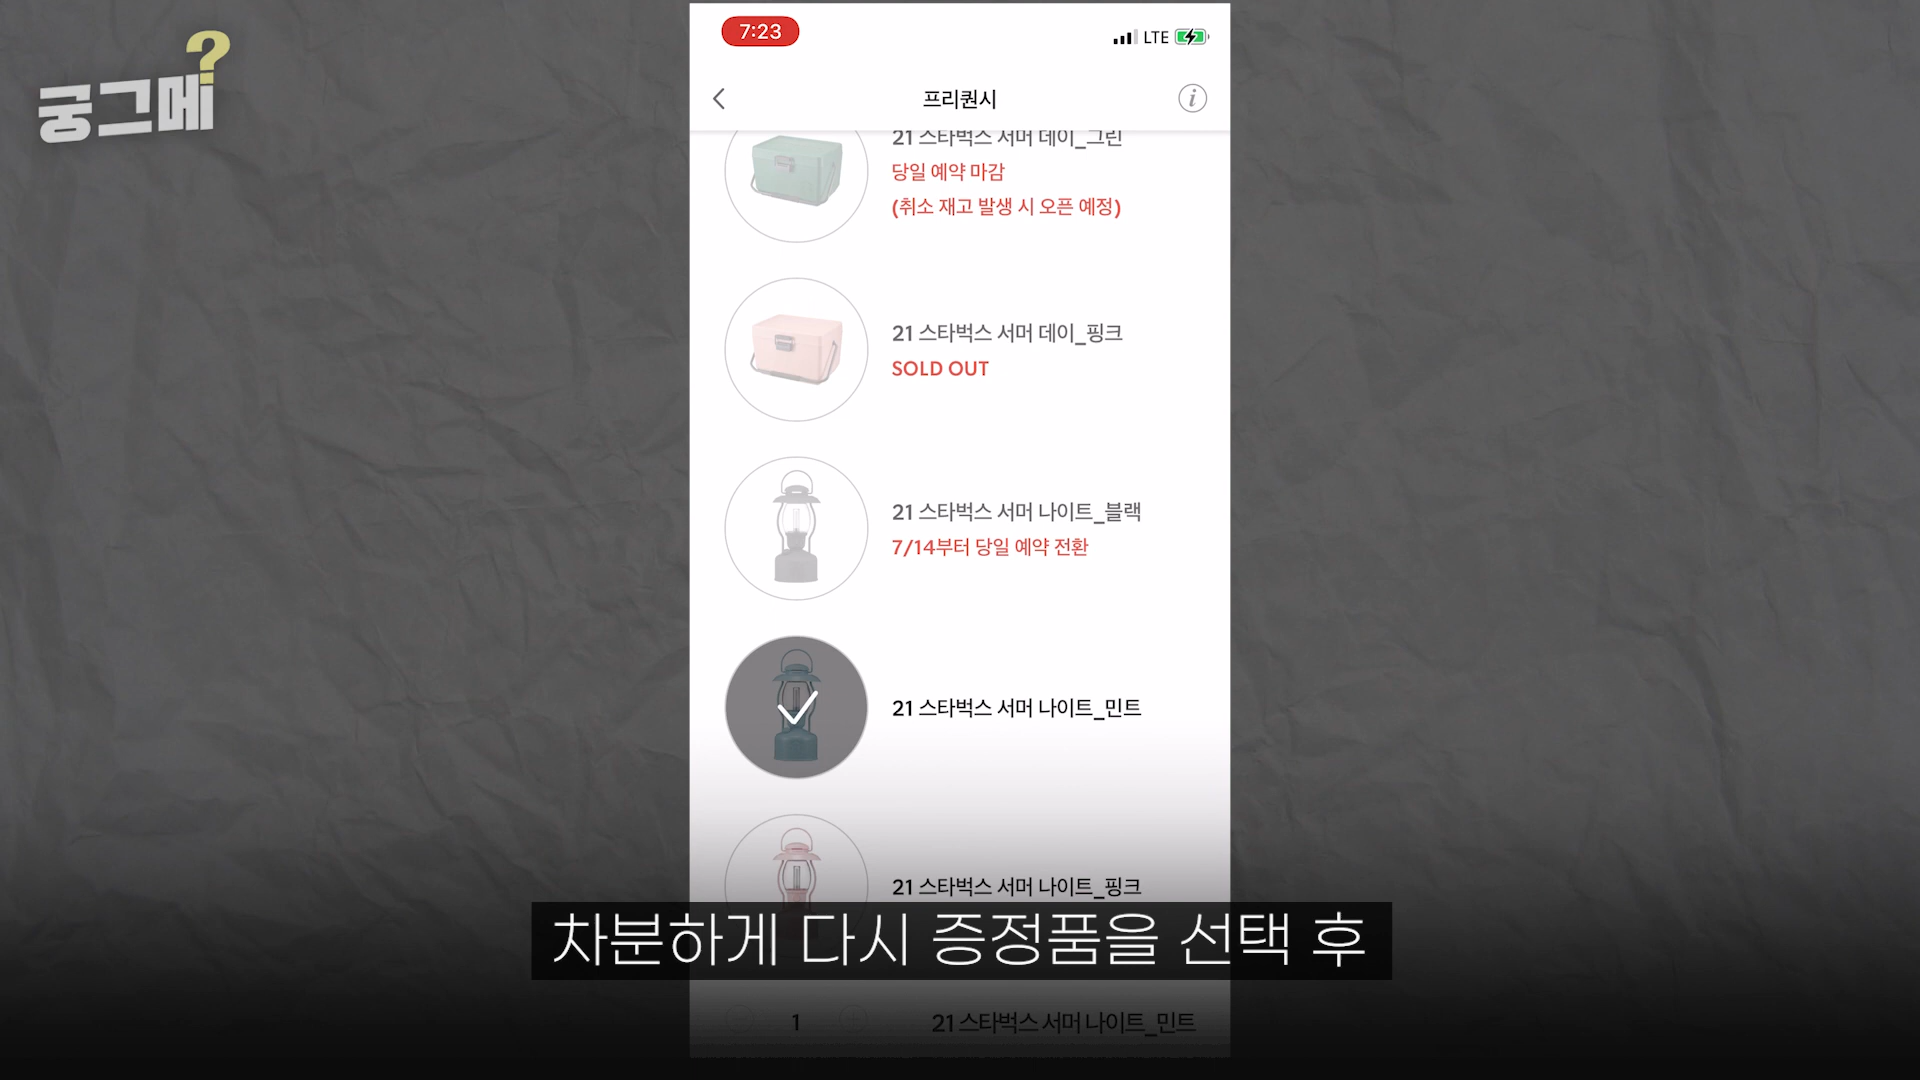 궁그메?
7:23
LTE
프리퀀시
i
21 스타벅스 서머 데이_그린
당일 예약 마감
(취소 재고 발생 시 오픈 예정)
21 스타벅스 서머 데이_핑크
SOLD OUT
21 스타벅스 서머 나이트_블랙
7/14부터 당일 예약 전환
21 스타벅스 서머 나이트_민트
21 스타벅스 서머 나이트_핑크
차분하게 다시 증정품을 선택 후
1
21 스타벅스 서머 나이트_민트